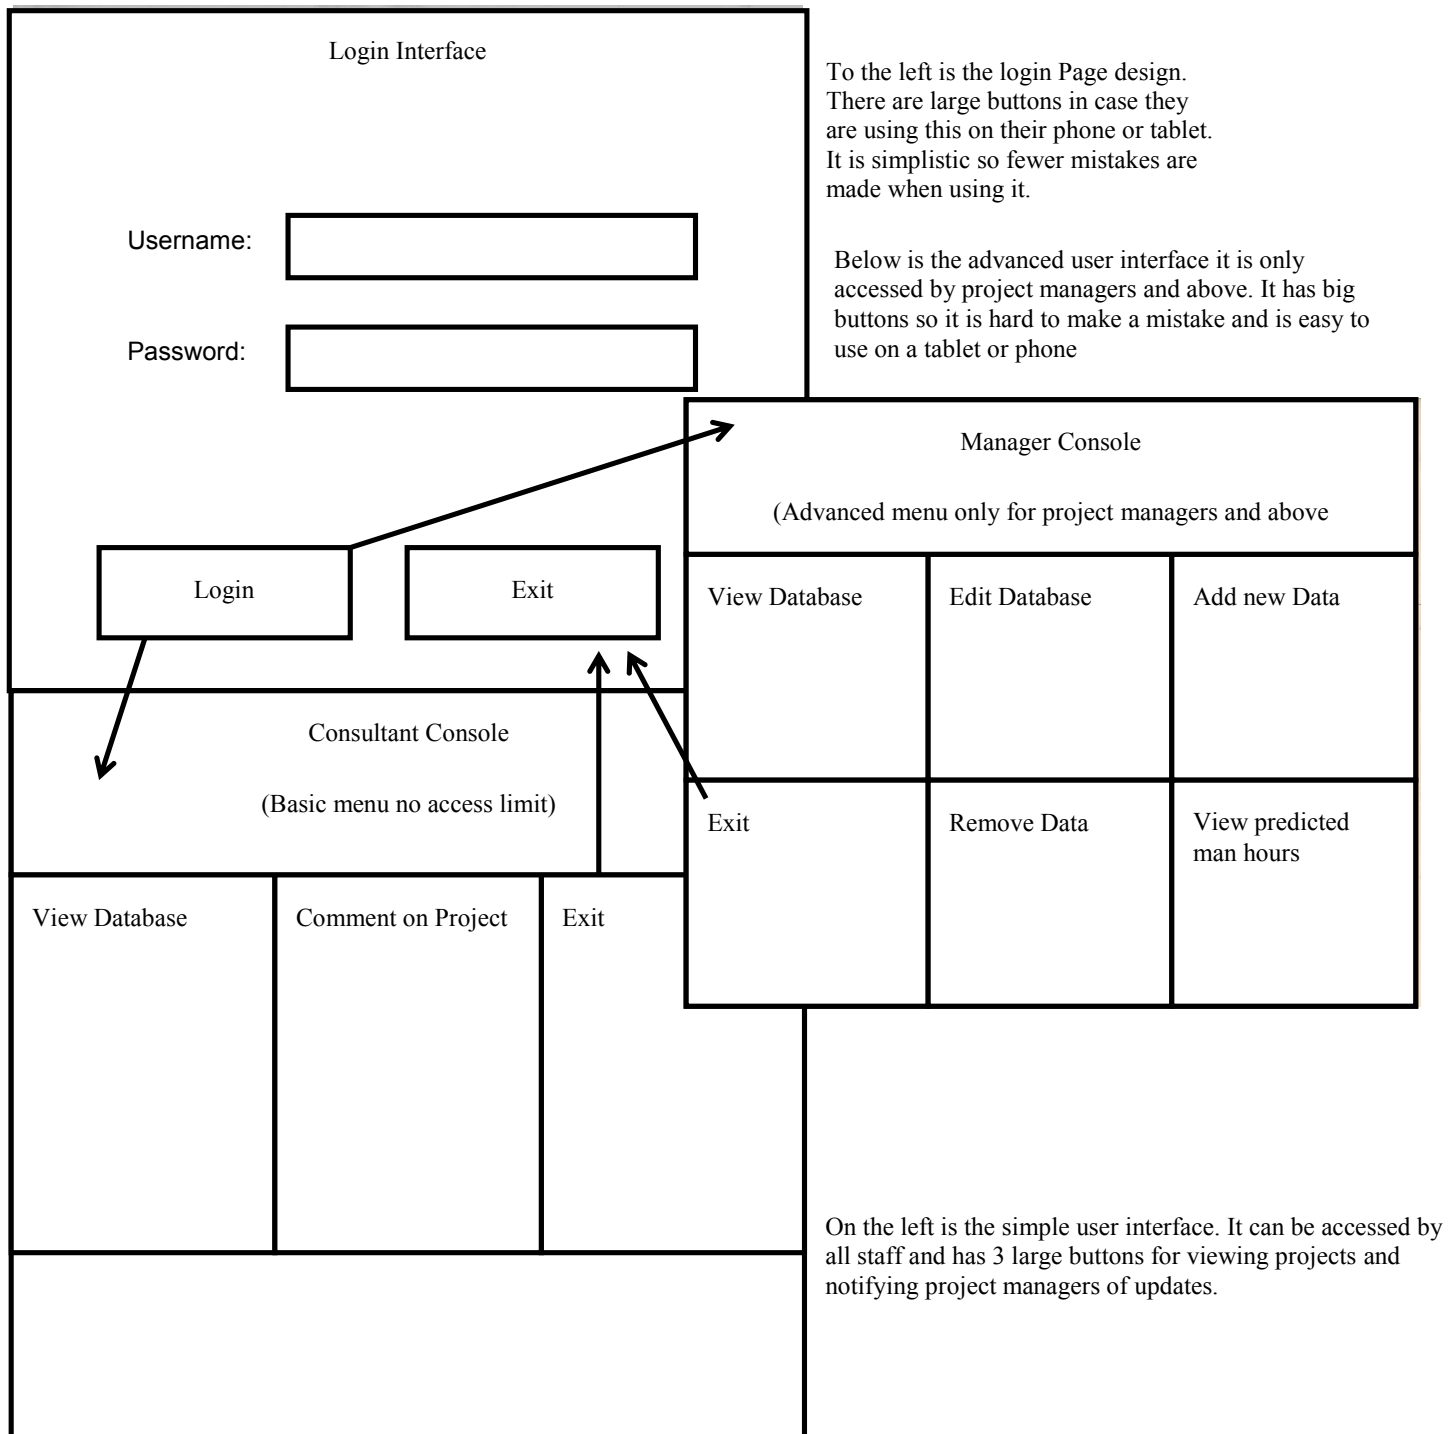 Login Interface
To the left is the login Page design.
There are large buttons in case they
are using this on their phone or tablet.
It is simplistic so fewer mistakes are
made when using it.
Username:
Password:
Below is the advanced user interface it is only
accessed by project managers and above. It has big
buttons so it is hard to make a mistake and is easy to
use on a tablet or phone
Login
Exit
Manager Console
(Advanced menu only for project managers and above
View Database
Edit Database
Add new Data
Exit
Remove Data
View predicted
man hours
Consultant Console
(Basic menu no access limit)
View Database
Comment on Project
Exit
On the left is the simple user interface. It can be accessed by
all staff and has 3 large buttons for viewing projects and
notifying project managers of updates.